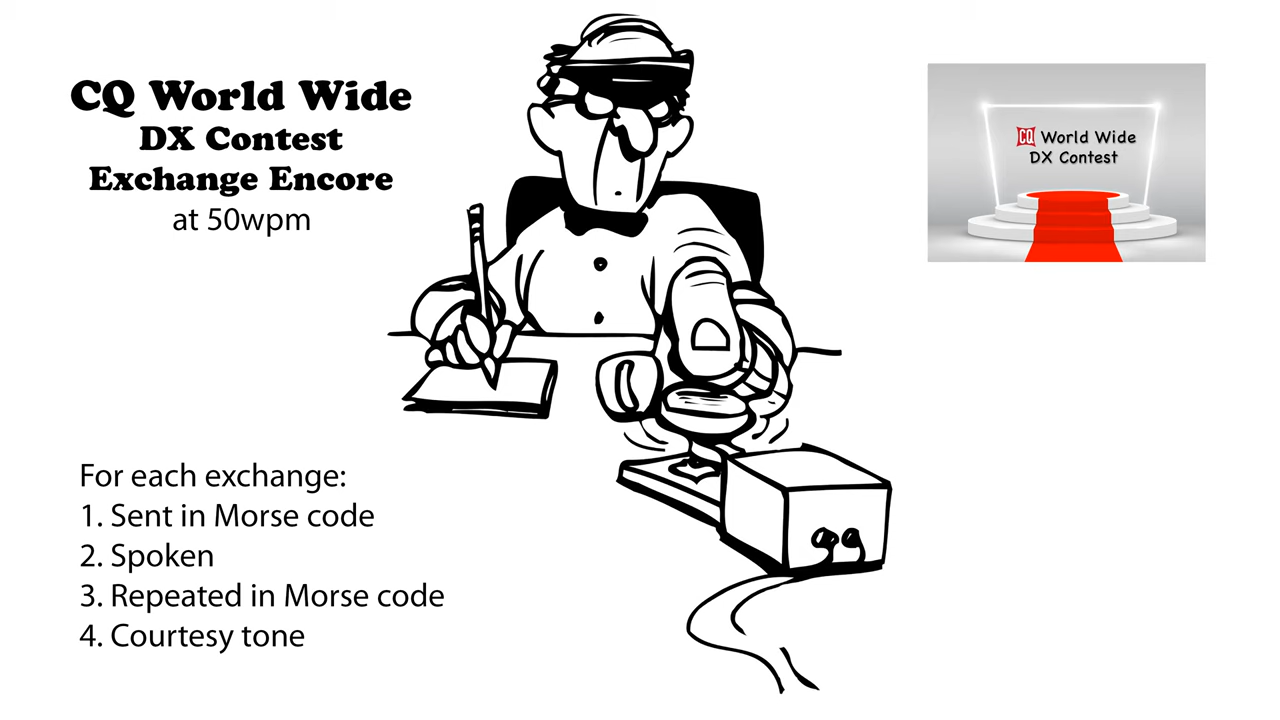 CQ World Wide
DX Contest
Exchange Encore
at 50wpm
CQ World Wide
DX Contest
For each exchange:
1. Sent in Morse code
2. Spoken
3. Repeated in Morse code
4. Courtesy tone